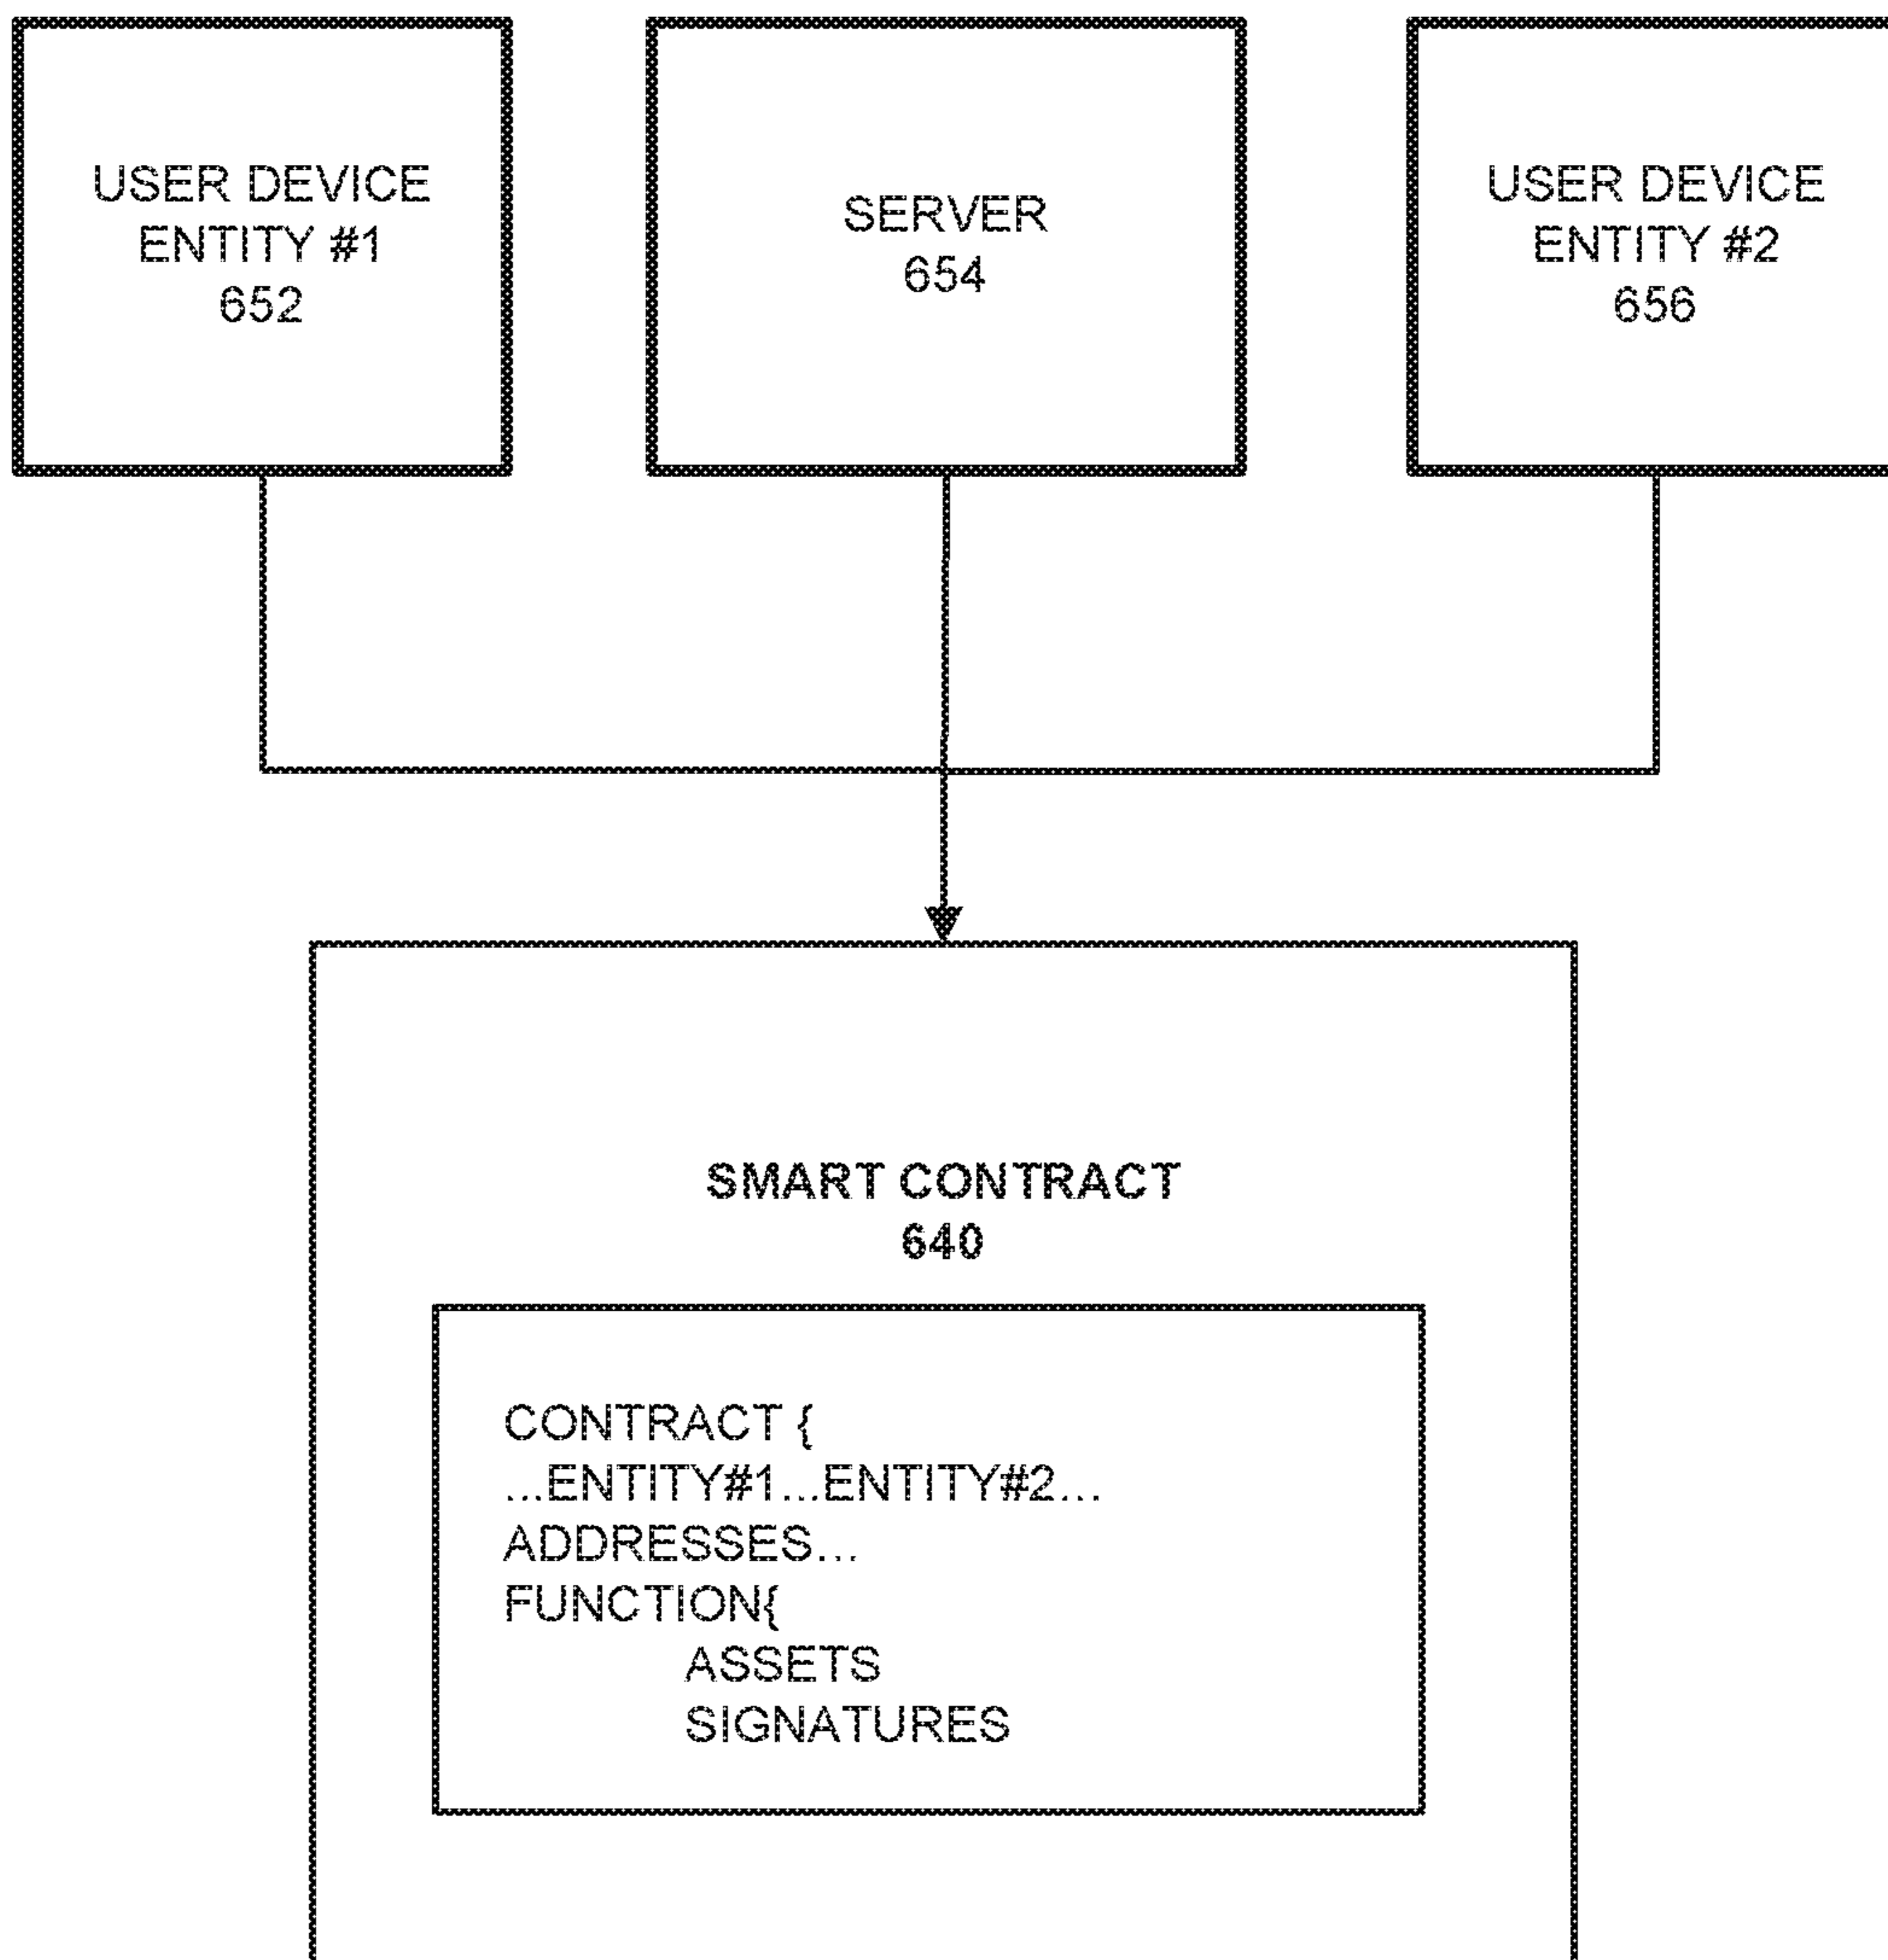 USER DEVICE
ENTITY #1
652
SERVER
654
USER DEVICE
ENTITY #2
656
SMART CONTRACT
640
CONTRACT {
...ENTITY#1...ENTITY#2...
ADDRESSES...
FUNCTION{
ASSETS
SIGNATURES